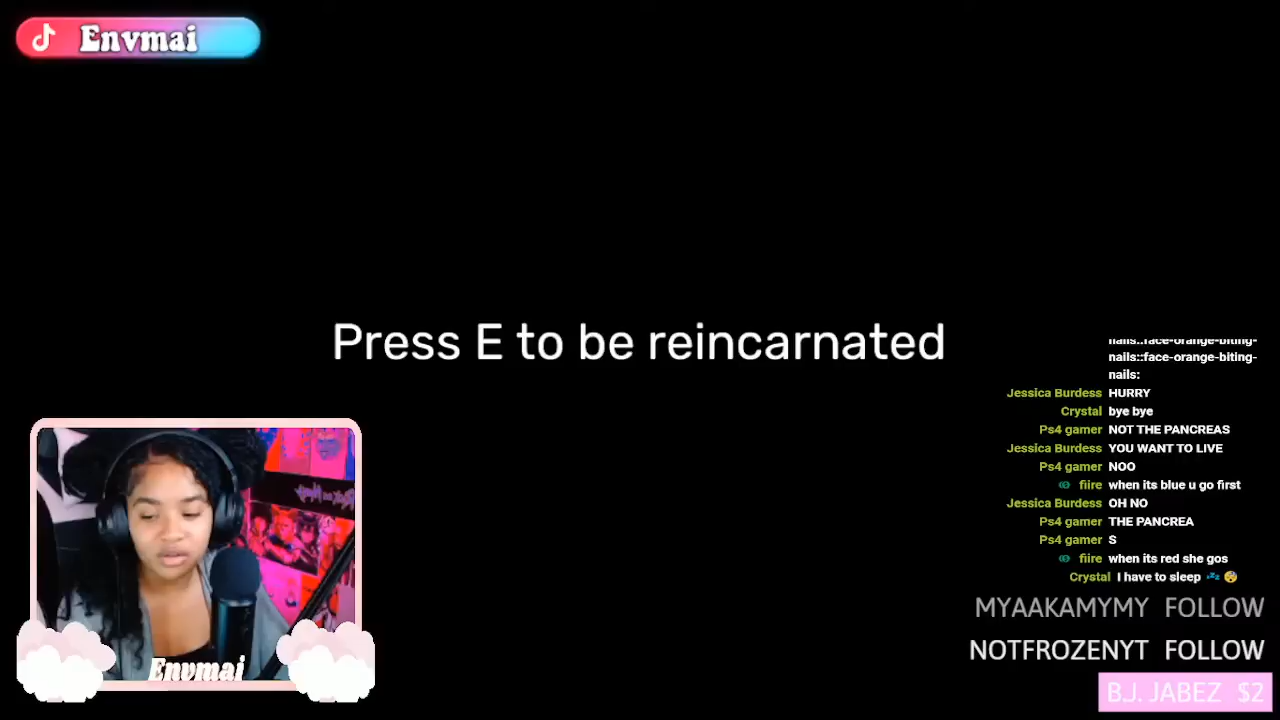 Envmai
Press E to be reincarnated
nails::face-orange-biting-
nails::face-orange-biting-
nails:
Jessica Burdess HURRY
Crystal bye bye
Ps4 gamer NOT THE PANCREAS
Jessica Burdess YOU WANT TO LIVE
Ps4 gamer NOO
fiire when its blue u go first
Jessica Burdess OH NO
Ps4 gamer THE PANCREA
Ps4 gamer S
fiire when its red she gos
Crystal I have to sleep 💤 😴
MYAAKAMYMY FOLLOW
NOTFROZENYT FOLLOW
B.J. JABEZ $2
Envmai